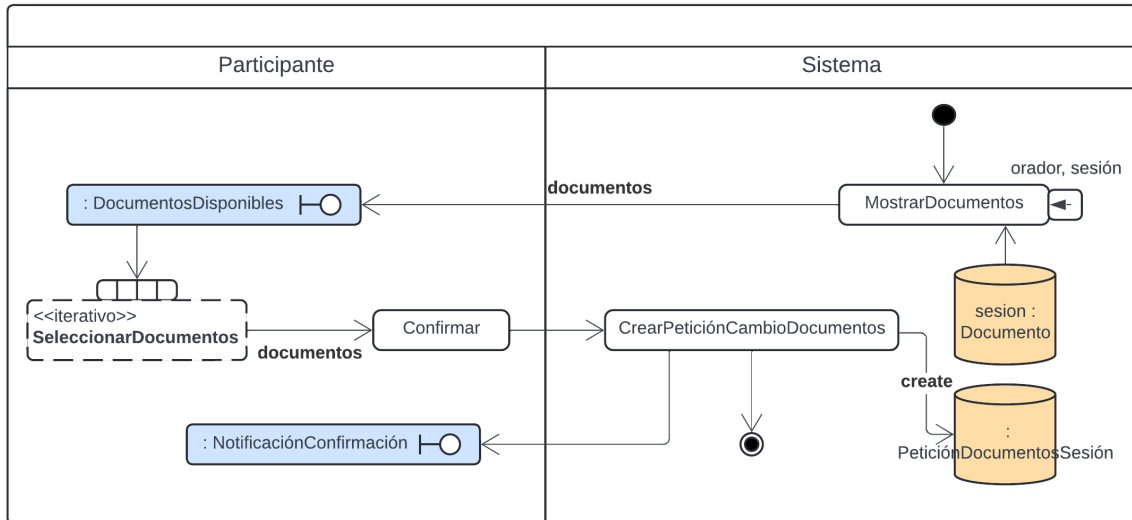 Participante
Sistema
orador, sesión
documentos
: DocumentosDisponibles
MostrarDocumentos
<<iterativo>>
SeleccionarDocumentos
documentos
Confirmar
CrearPeticiónCambioDocumentos
sesion :
Documento
create
: NotificaciónConfirmación
:
PeticiónDocumentosSesión